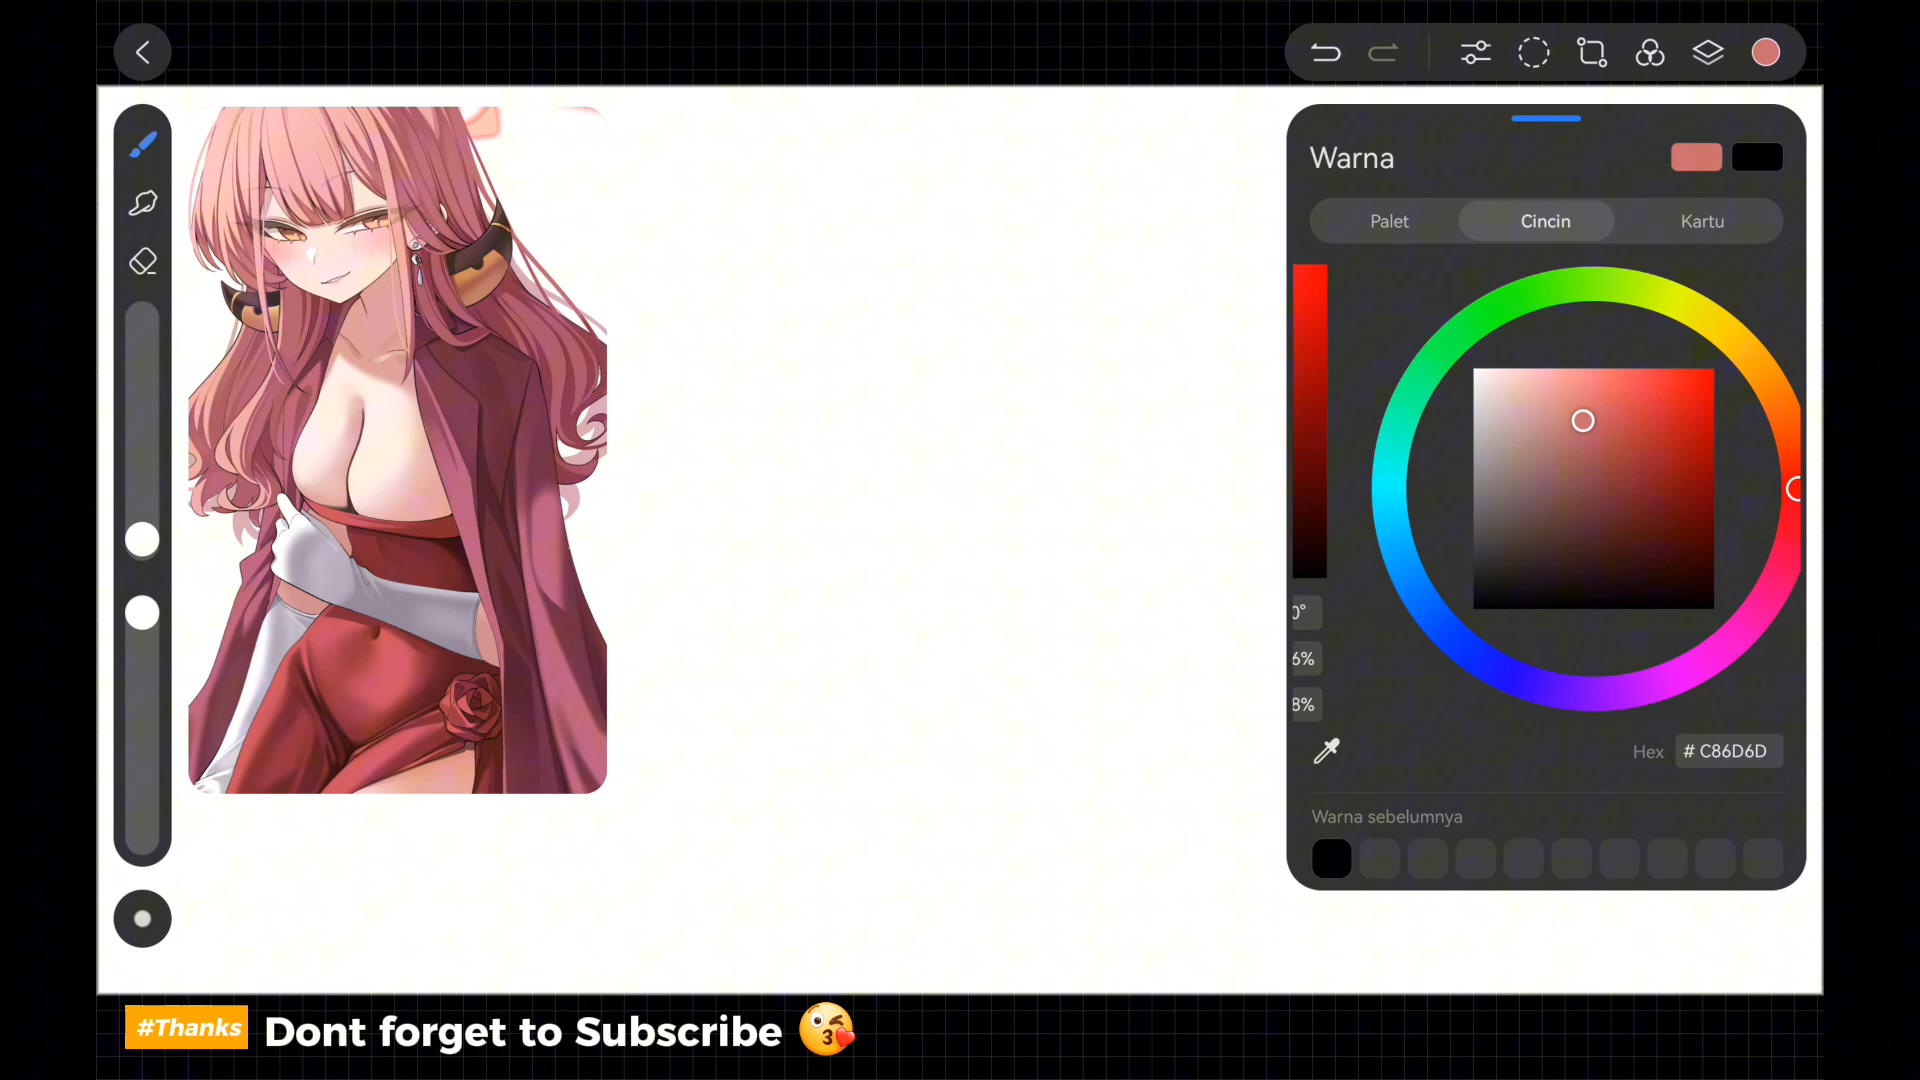 Warna
Palet
Cincin
Kartu
0°
6%
8%
Hex
# C86D6D
Warna sebelumnya
#Thanks
Dont forget to Subscribe